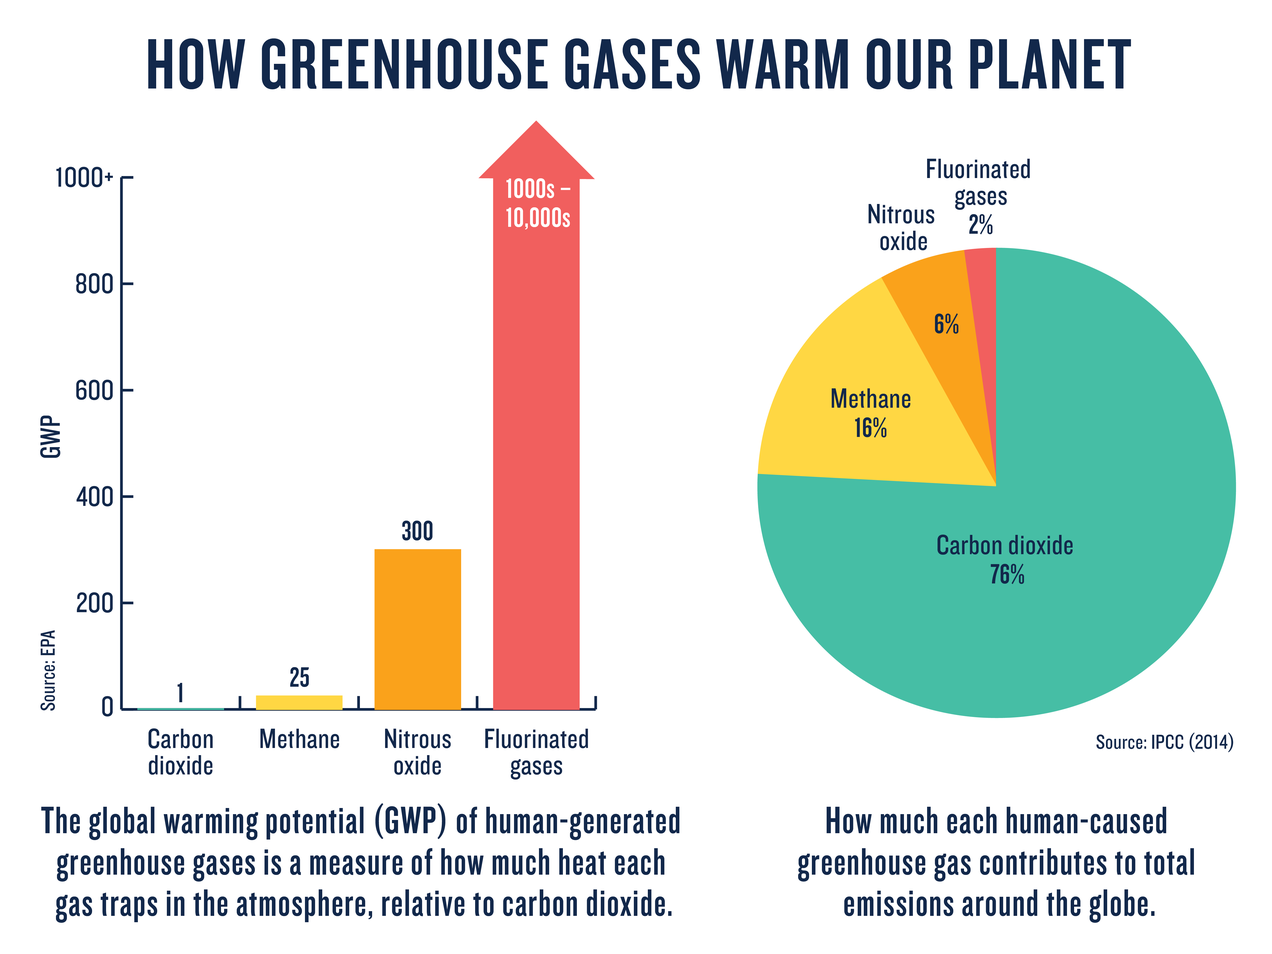 HOW GREENHOUSE GASES WARM OUR PLANET
1000+
800
600
400
200
0
GWP
Source: EPA
1
25
300
1000s –
10,000s
Carbon
dioxide
Methane
Nitrous
oxide
Fluorinated
gases
The global warming potential (GWP) of human-generated
greenhouse gases is a measure of how much heat each
gas traps in the atmosphere, relative to carbon dioxide.
Fluorinated
gases
2%
Nitrous
oxide
6%
Methane
16%
Carbon dioxide
76%
Source: IPCC (2014)
How much each human-caused
greenhouse gas contributes to total
emissions around the globe.